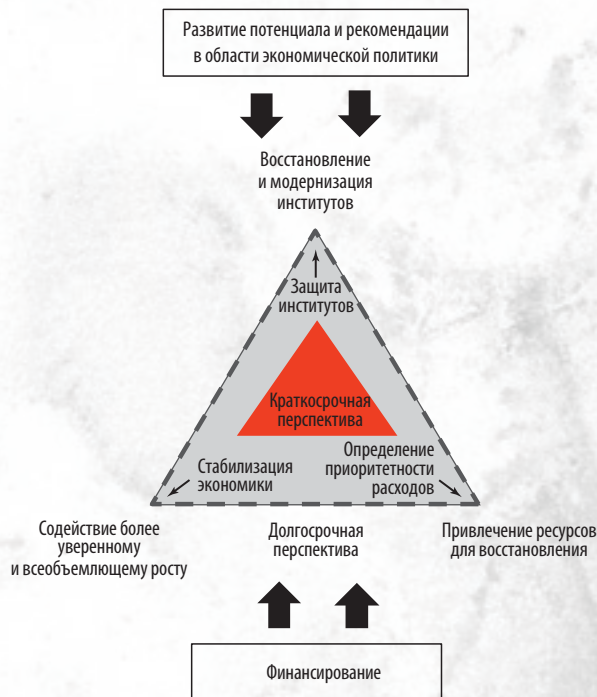 Развитие потенциала и рекомендации
в области экономической политики
Восстановление
и модернизация
институтов
Защита
институтов
Краткосрочная
перспектива
Стабилизация
экономики
Определение
приоритетности
расходов
Содействие более
уверенному
и всеобъемлющему росту
Долгосрочная
перспектива
Привлечение ресурсов
для восстановления
Финансирование